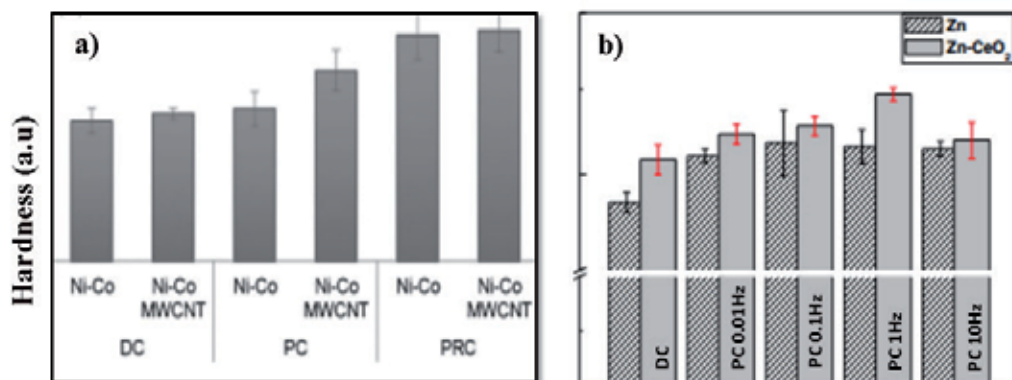 Hardness (a.u)
a)
Ni-Co
Ni-Co
MWCNT
Ni-Co
Ni-Co
MWCNT
Ni-Co
Ni-Co
MWCNT
DC
PC
PRC
b)
Zn
Zn-CeO₂
DC
PC 0.01Hz
PC 0.1Hz
PC 1Hz
PC 10Hz